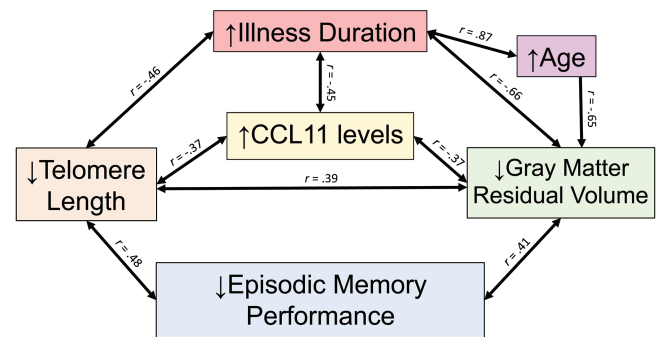 ↑Illness Duration
r = .87
↑Age
r = -.46
r = -.45
r = -.66
r = -.65
↑CCL11 levels
r = -.37
r = -.37
↓Telomere
Length
r = .39
↓Gray Matter
Residual Volume
r = .48
r = .41
↓Episodic Memory
Performance